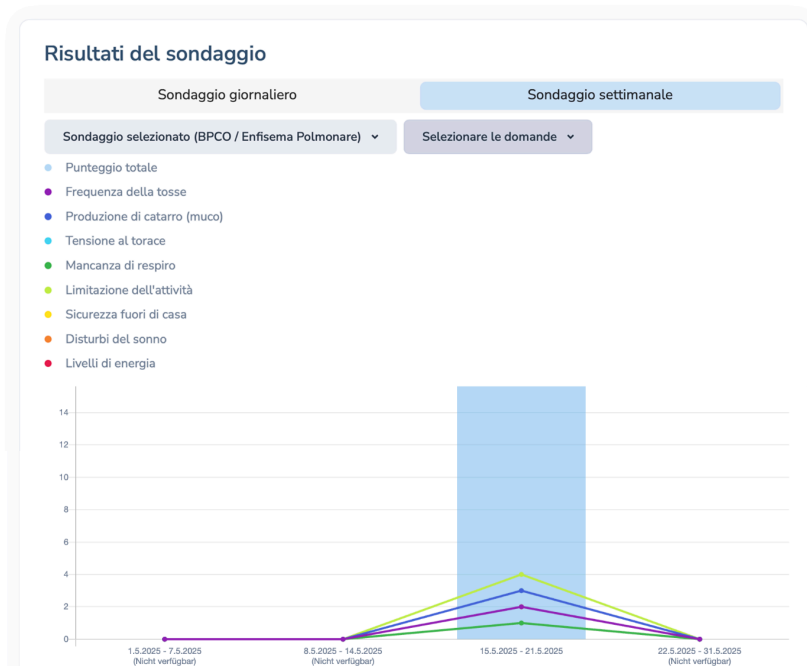 Risultati del sondaggio
Sondaggio giornaliero
Sondaggio settimanale
Sondaggio selezionato (BPCO / Enfisema Polmonare)
Selezionare le domande
Punteggio totale
Frequenza della tosse
Produzione di catarro (muco)
Tensione al torace
Mancanza di respiro
Limitazione dell'attività
Sicurezza fuori di casa
Disturbi del sonno
Livelli di energia
14
12
10
8
6
4
2
0
1.5.2025 - 7.5.2025
(Nicht verfügbar)
8.5.2025 - 14.5.2025
(Nicht verfügbar)
15.5.2025 - 21.5.2025
22.5.2025 - 31.5.2025
(Nicht verfügbar)